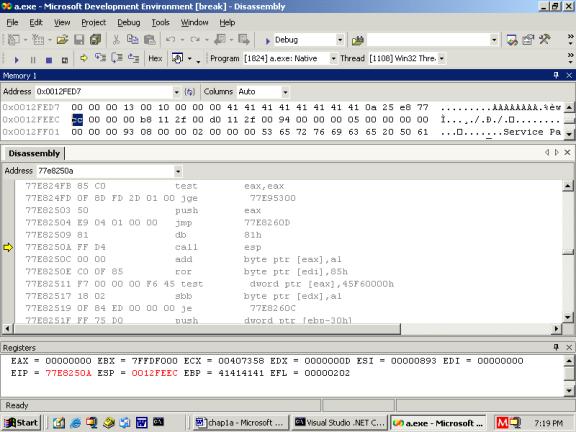 a.exe - Microsoft Development Environment [break] - Disassembly
File Edit View Project Debug Tools Window Help
Debug
Hex Program [1824] a.exe: Native Thread [1108] Win32 Threa
Memory 1
Address 0x0012FED7 Columns Auto
0x0012FED7 00 00 00 13 00 10 00 00 00 41 41 41 41 41 41 41 41 0a 25 e8 77 .........AAAAAAAA.%èw
0x0012FEEC cc 00 00 00 b8 11 2f 00 d0 11 2f 00 94 00 00 00 05 00 00 00 00
0x0012FF01 00 00 00 93 08 00 00 02 00 00 00 53 65 72 76 69 63 65 20 50 61 Service Pa
Disassembly
Address 77e8250a
77E824FB 85 C0 test eax,eax
77E824FD 0F 8D FD 2D 01 00 jge 77E95300
77E82503 50 push eax
77E82504 E9 04 01 00 00 jmp 77E8260D
77E82509 81 db 81h
77E8250A FF D4 call esp
77E8250C 00 00 add byte ptr [eax],al
77E8250E C0 0F 85 ror byte ptr [edi],85h
77E82511 F7 00 00 00 F6 45 test dword ptr [eax],45F60000h
77E82517 18 02 sbb byte ptr [edx],al
77E82519 0F 84 ED 00 00 00 je 77E8260C
77E8251F FF 75 D0 push dword ptr [ebp-30h]
Registers
EAX = 00000000 EBX = 7FFDF000 ECX = 00407358 EDX = 0000000D ESI = 00000893 EDI = 00000000
EIP = 77E8250A ESP = 0012FEEC EBP = 41414141 EFL = 00000202
Ready
Start chap1a - Microsoft ... Visual Studio .NET C... a.exe - Microsoft ... 7:19 PM